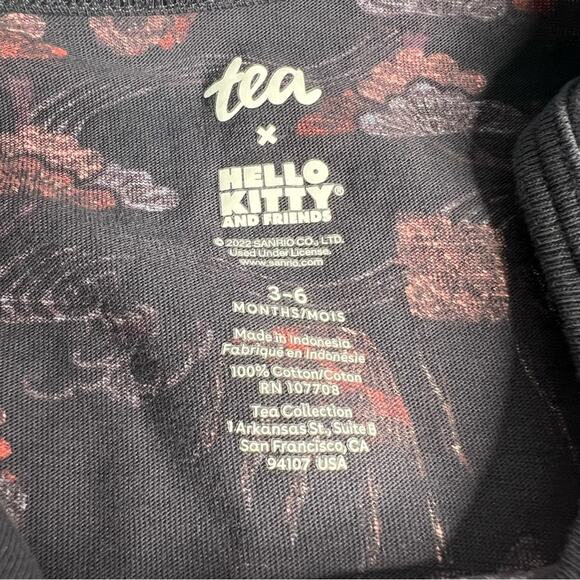 tea
×
HELLO
KITTY®
AND FRIENDS
© 2022 SANRIO CO., LTD.
Used Under License.
www.sanrio.com
3-6
MONTHS/MOIS
Made in Indonesia
Fabriqué en Indonésie
100% Cotton/Coton
RN 107708
Tea Collection
1 Arkansas St., Suite B
San Francisco, CA
94107 USA